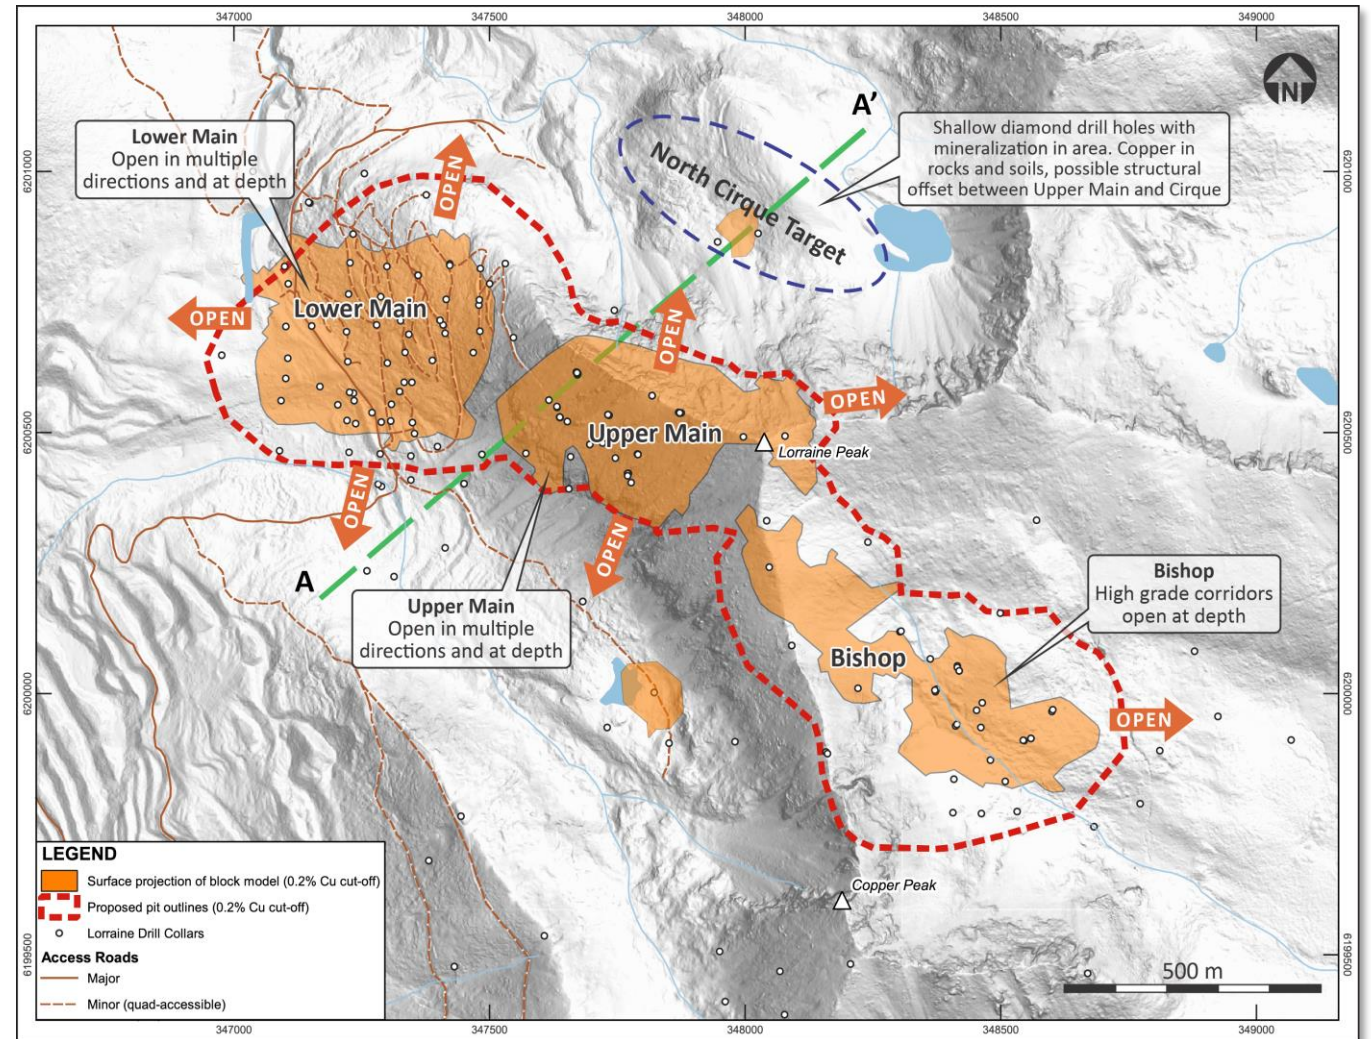 347000
347500
348000
348500
349000
A’
N
Lower Main
Open in multiple
directions and at depth
Shallow diamond drill holes with
mineralization in area. Copper in
rocks and soils, possible structural
offset between Upper Main and Cirque
6201000
6201000
OPEN
North Cirque Target
Lower Main
OPEN
OPEN
OPEN
6200500
6200500
Upper Main
Lorraine Peak
OPEN
OPEN
A
Upper Main
Open in multiple
directions and at depth
Bishop
High grade corridors
open at depth
Bishop
6200000
6200000
OPEN
LEGEND
Surface projection of block model (0.2% Cu cut-off)
Proposed pit outlines (0.2% Cu cut-off)
Lorraine Drill Collars
Access Roads
Major
Minor (quad-accessible)
Copper Peak
6199500
6199500
500 m
347000
347500
348000
348500
349000